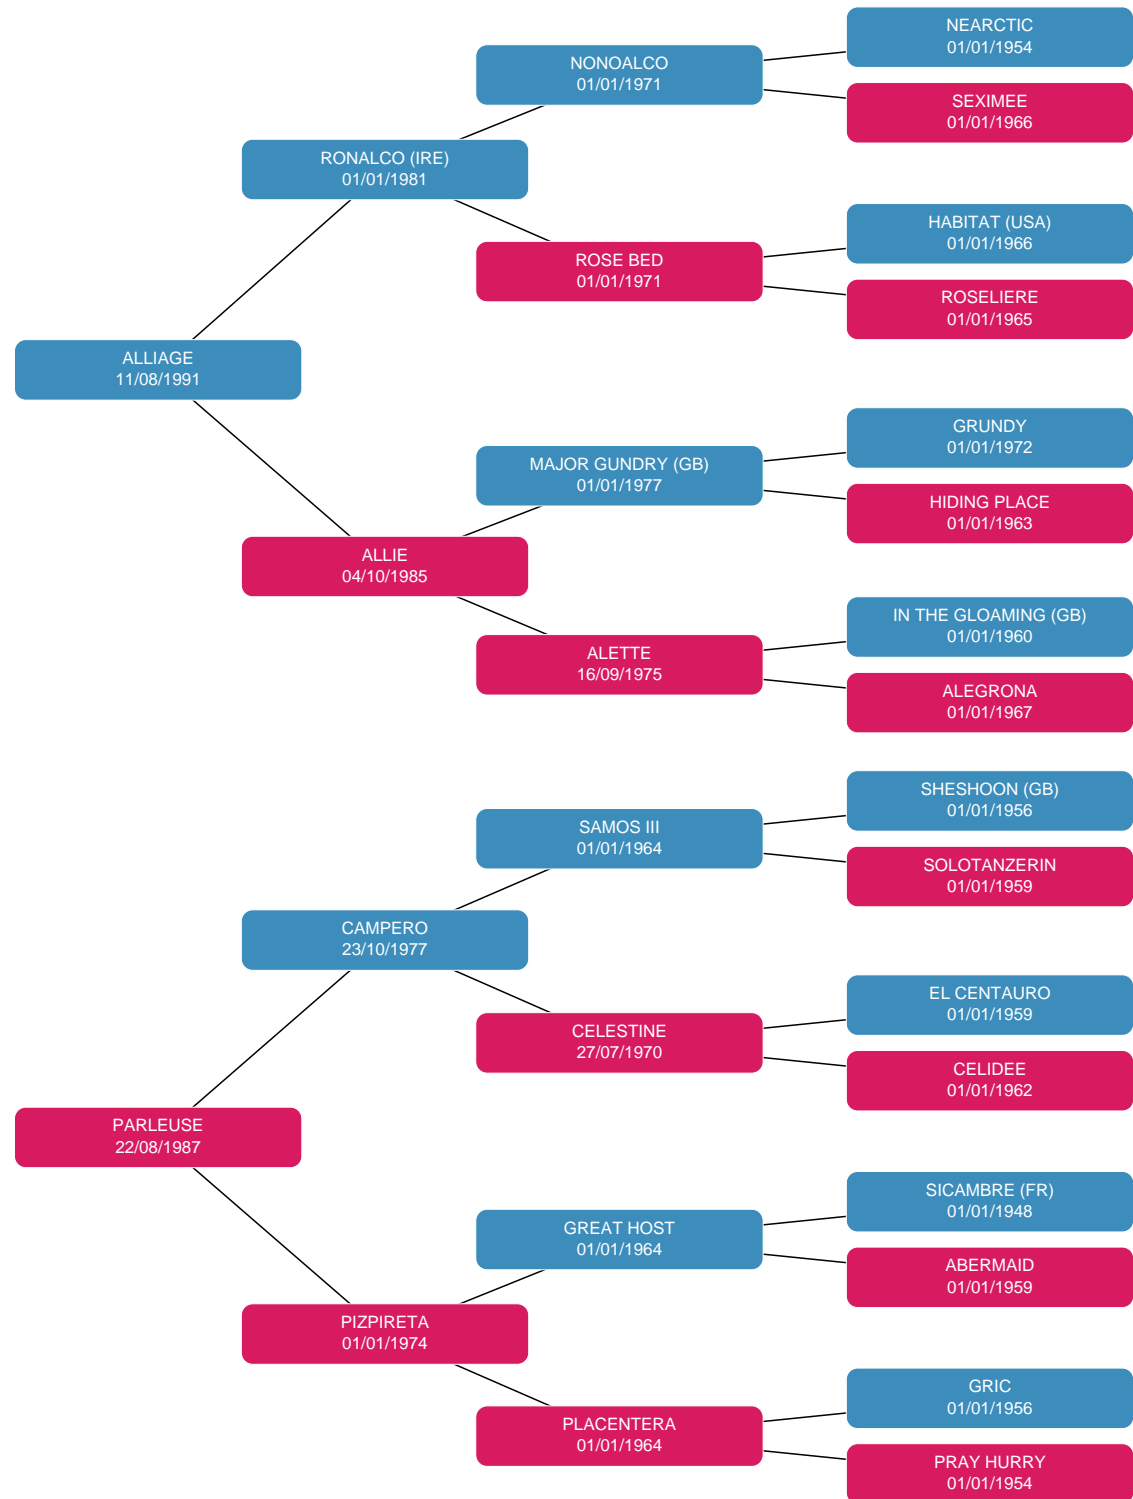 NEARCTIC
01/01/1954
NONOALCO
01/01/1971
SEXIMEE
01/01/1966
RONALCO (IRE)
01/01/1981
HABITAT (USA)
01/01/1966
ROSE BED
01/01/1971
ROSELIERE
01/01/1965
ALLIAGE
11/08/1991
GRUNDY
01/01/1972
MAJOR GUNDRY (GB)
01/01/1977
HIDING PLACE
01/01/1963
ALLIE
04/10/1985
IN THE GLOAMING (GB)
01/01/1960
ALETTE
16/09/1975
ALEGRONA
01/01/1967
SHESHOON (GB)
01/01/1956
SAMOS III
01/01/1964
SOLOTANZERIN
01/01/1959
CAMPERO
23/10/1977
EL CENTAURO
01/01/1959
CELESTINE
27/07/1970
CELIDEE
01/01/1962
PARLEUSE
22/08/1987
SICAMBRE (FR)
01/01/1948
GREAT HOST
01/01/1964
ABERMAID
01/01/1959
PIZPIRETA
01/01/1974
GRIC
01/01/1956
PLACENTERA
01/01/1964
PRAY HURRY
01/01/1954